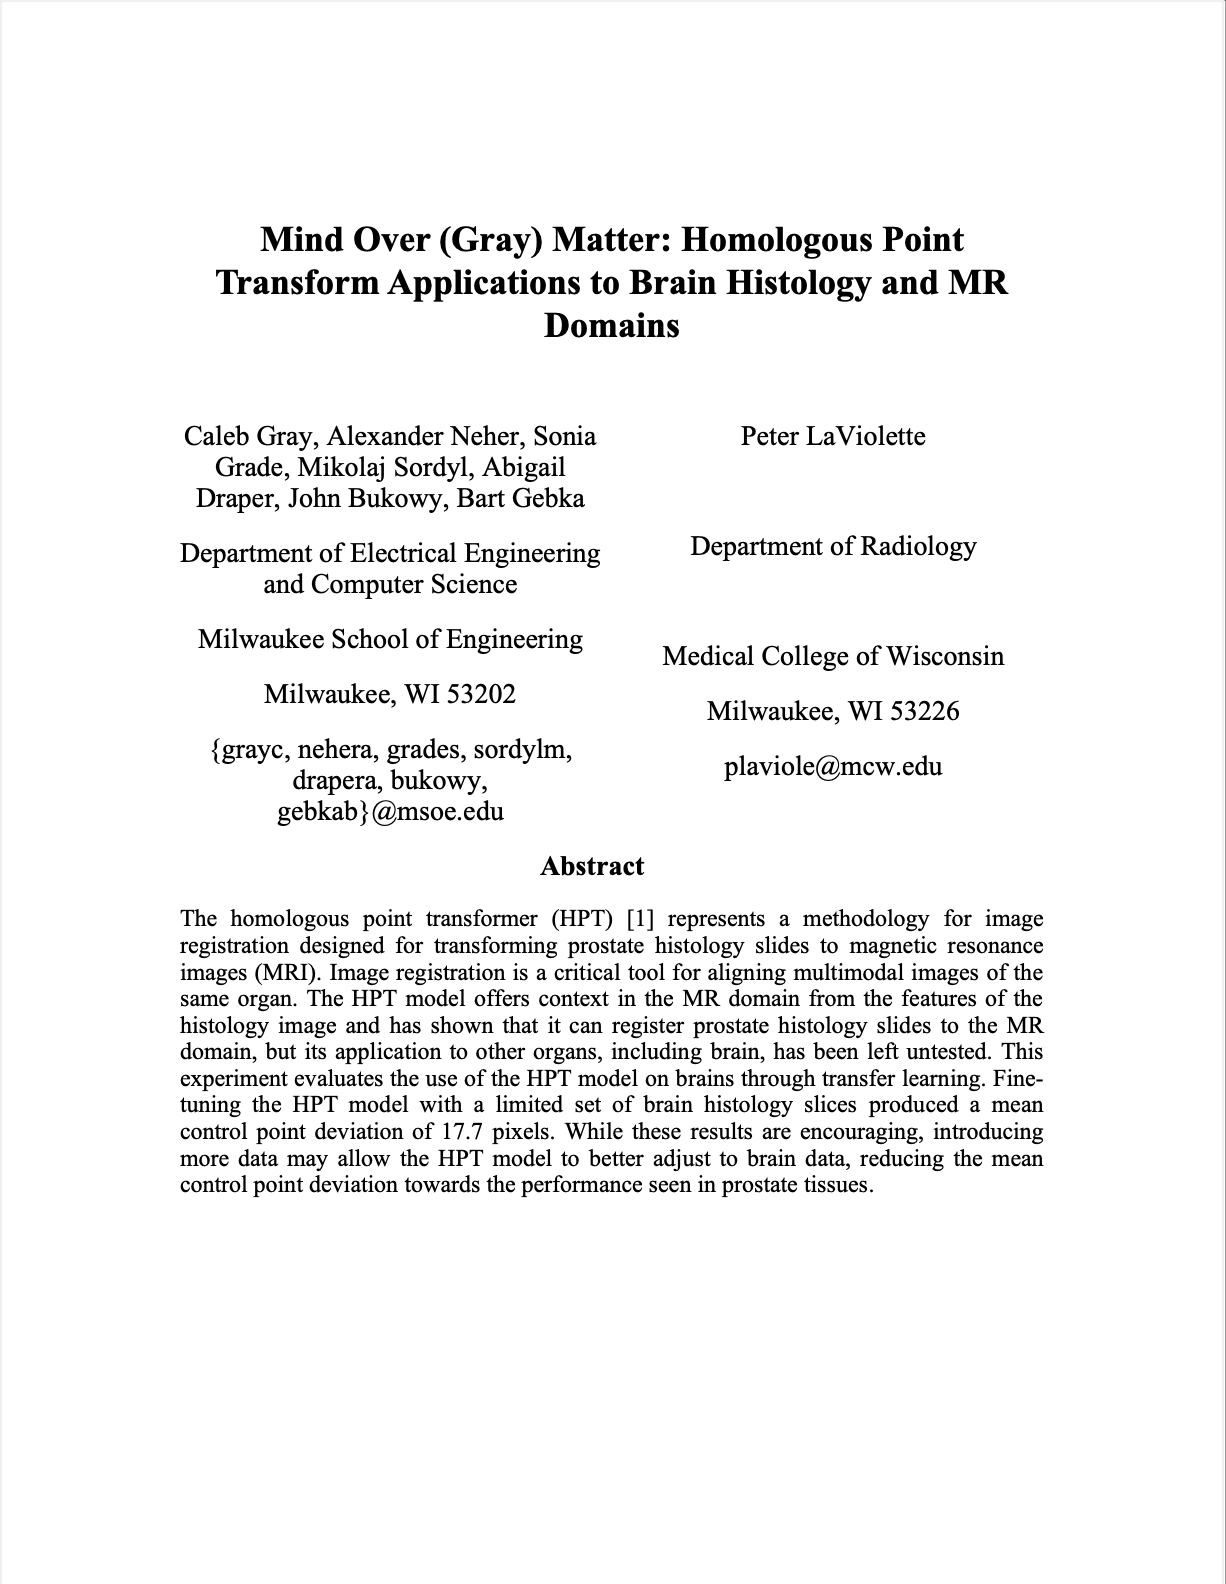 Mind Over (Gray) Matter: Homologous Point
Transform Applications to Brain Histology and MR
Domains
Caleb Gray, Alexander Neher, Sonia
Grade, Mikolaj Sordyl, Abigail
Draper, John Bukowy, Bart Gebka
Department of Electrical Engineering
and Computer Science
Milwaukee School of Engineering
Milwaukee, WI 53202
{grayc, nehera, grades, sordylm,
drapera, bukowy,
gebkab}@msoe.edu
Peter LaViolette
Department of Radiology
Medical College of Wisconsin
Milwaukee, WI 53226
plaviole@mcw.edu
Abstract
The homologous point transformer (HPT) [1] represents a methodology for image
registration designed for transforming prostate histology slides to magnetic resonance
images (MRI). Image registration is a critical tool for aligning multimodal images of the
same organ. The HPT model offers context in the MR domain from the features of the
histology image and has shown that it can register prostate histology slides to the MR
domain, but its application to other organs, including brain, has been left untested. This
experiment evaluates the use of the HPT model on brains through transfer learning. Fine-
tuning the HPT model with a limited set of brain histology slices produced a mean
control point deviation of 17.7 pixels. While these results are encouraging, introducing
more data may allow the HPT model to better adjust to brain data, reducing the mean
control point deviation towards the performance seen in prostate tissues.